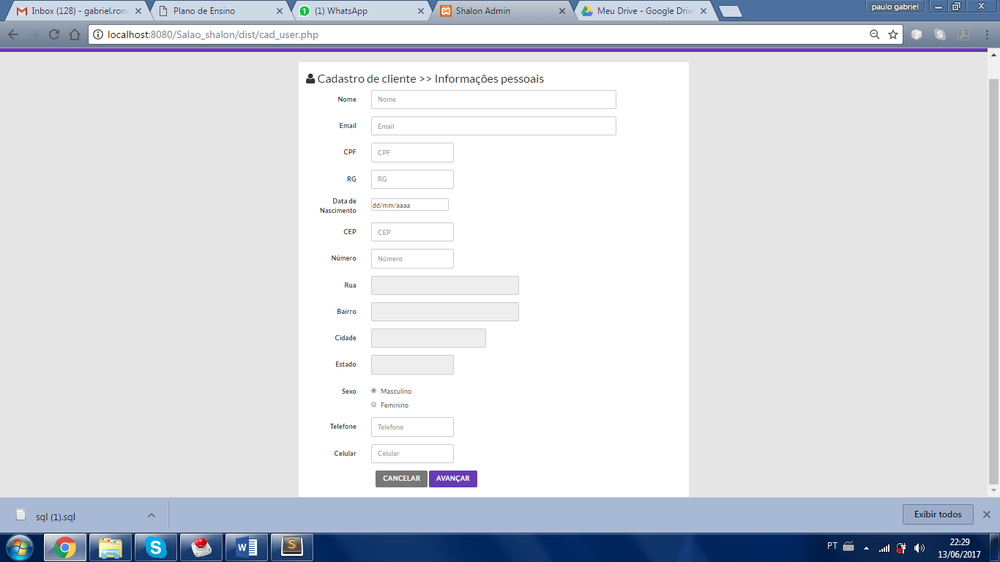 Inbox (128) - gabriel.rond
Plano de Ensino
(1) WhatsApp
Shalon Admin
Meu Drive - Google Drive
paulo gabriel
localhost:8080/Salao_shalon/dist/cad_user.php
Cadastro de cliente >> Informações pessoais
Nome
Nome
Email
Email
CPF
CPF
RG
RG
Data de
Nascimento
dd/mm/aaaa
CEP
CEP
Número
Número
Rua
Bairro
Cidade
Estado
Sexo
Masculino
Feminino
Telefone
Telefone
Celular
Celular
CANCELAR
AVANÇAR
sql (1).sql
Exibir todos
PT
22:29
13/06/2017